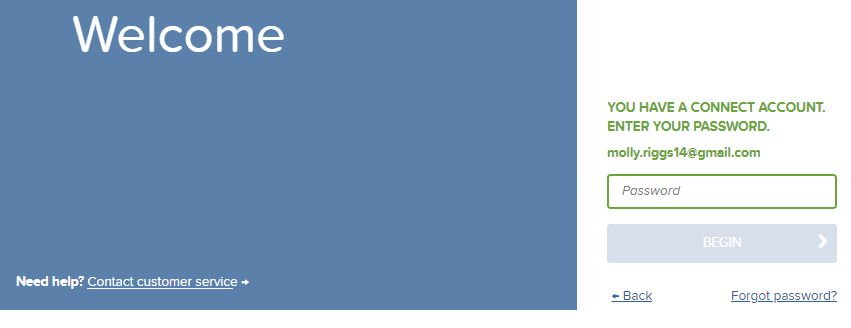 Welcome
YOU HAVE A CONNECT ACCOUNT.
ENTER YOUR PASSWORD.
molly.riggs14@gmail.com
Password
BEGIN
Need help? Contact customer service
Back
Forgot password?